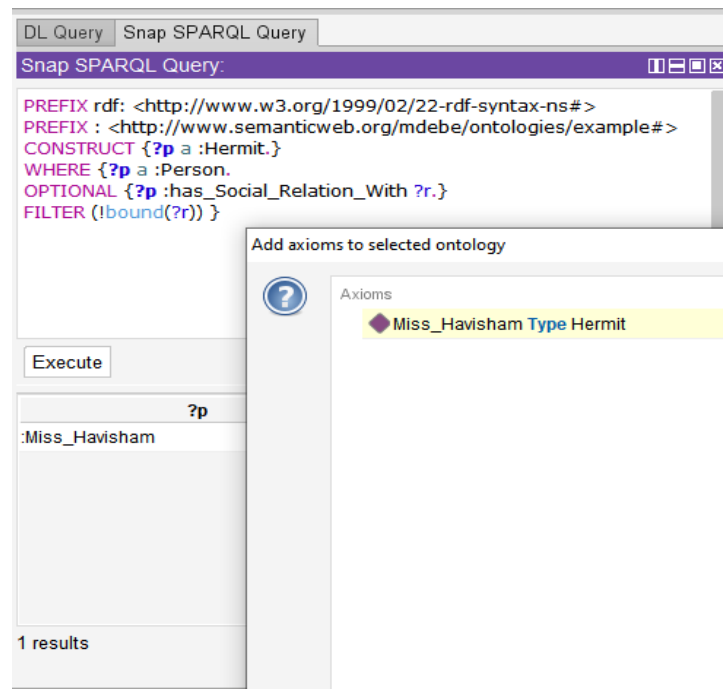 DL Query Snap SPARQL Query
Snap SPARQL Query:
PREFIX rdf: <http://www.w3.org/1999/02/22-rdf-syntax-ns#>
PREFIX : <http://www.semanticweb.org/mdebe/ontologies/example#>
CONSTRUCT {?p a :Hermit.}
WHERE {?p a :Person.
OPTIONAL {?p :has_Social_Relation_With ?r.}
FILTER (!bound(?r)) }
Add axioms to selected ontology
Axioms
Miss_Havisham Type Hermit
Execute
?p
:Miss_Havisham
1 results